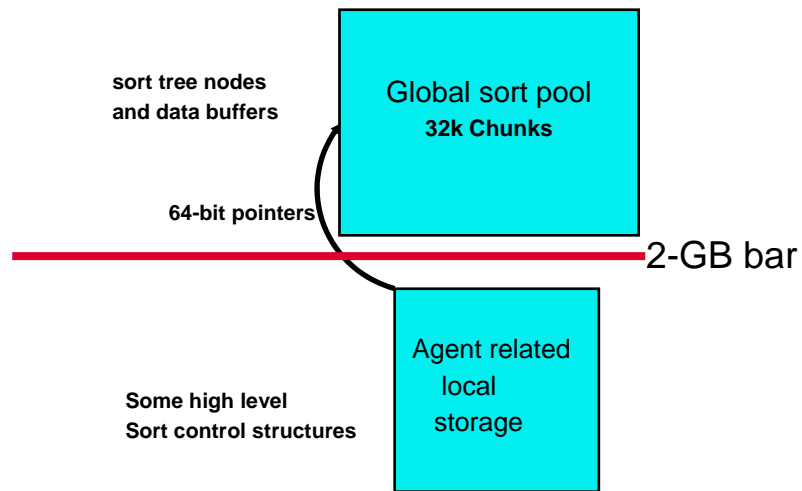 sort tree nodes
and data buffers
Global sort pool
32k Chunks
64-bit pointers
2-GB bar
Agent related
local
storage
Some high level
Sort control structures